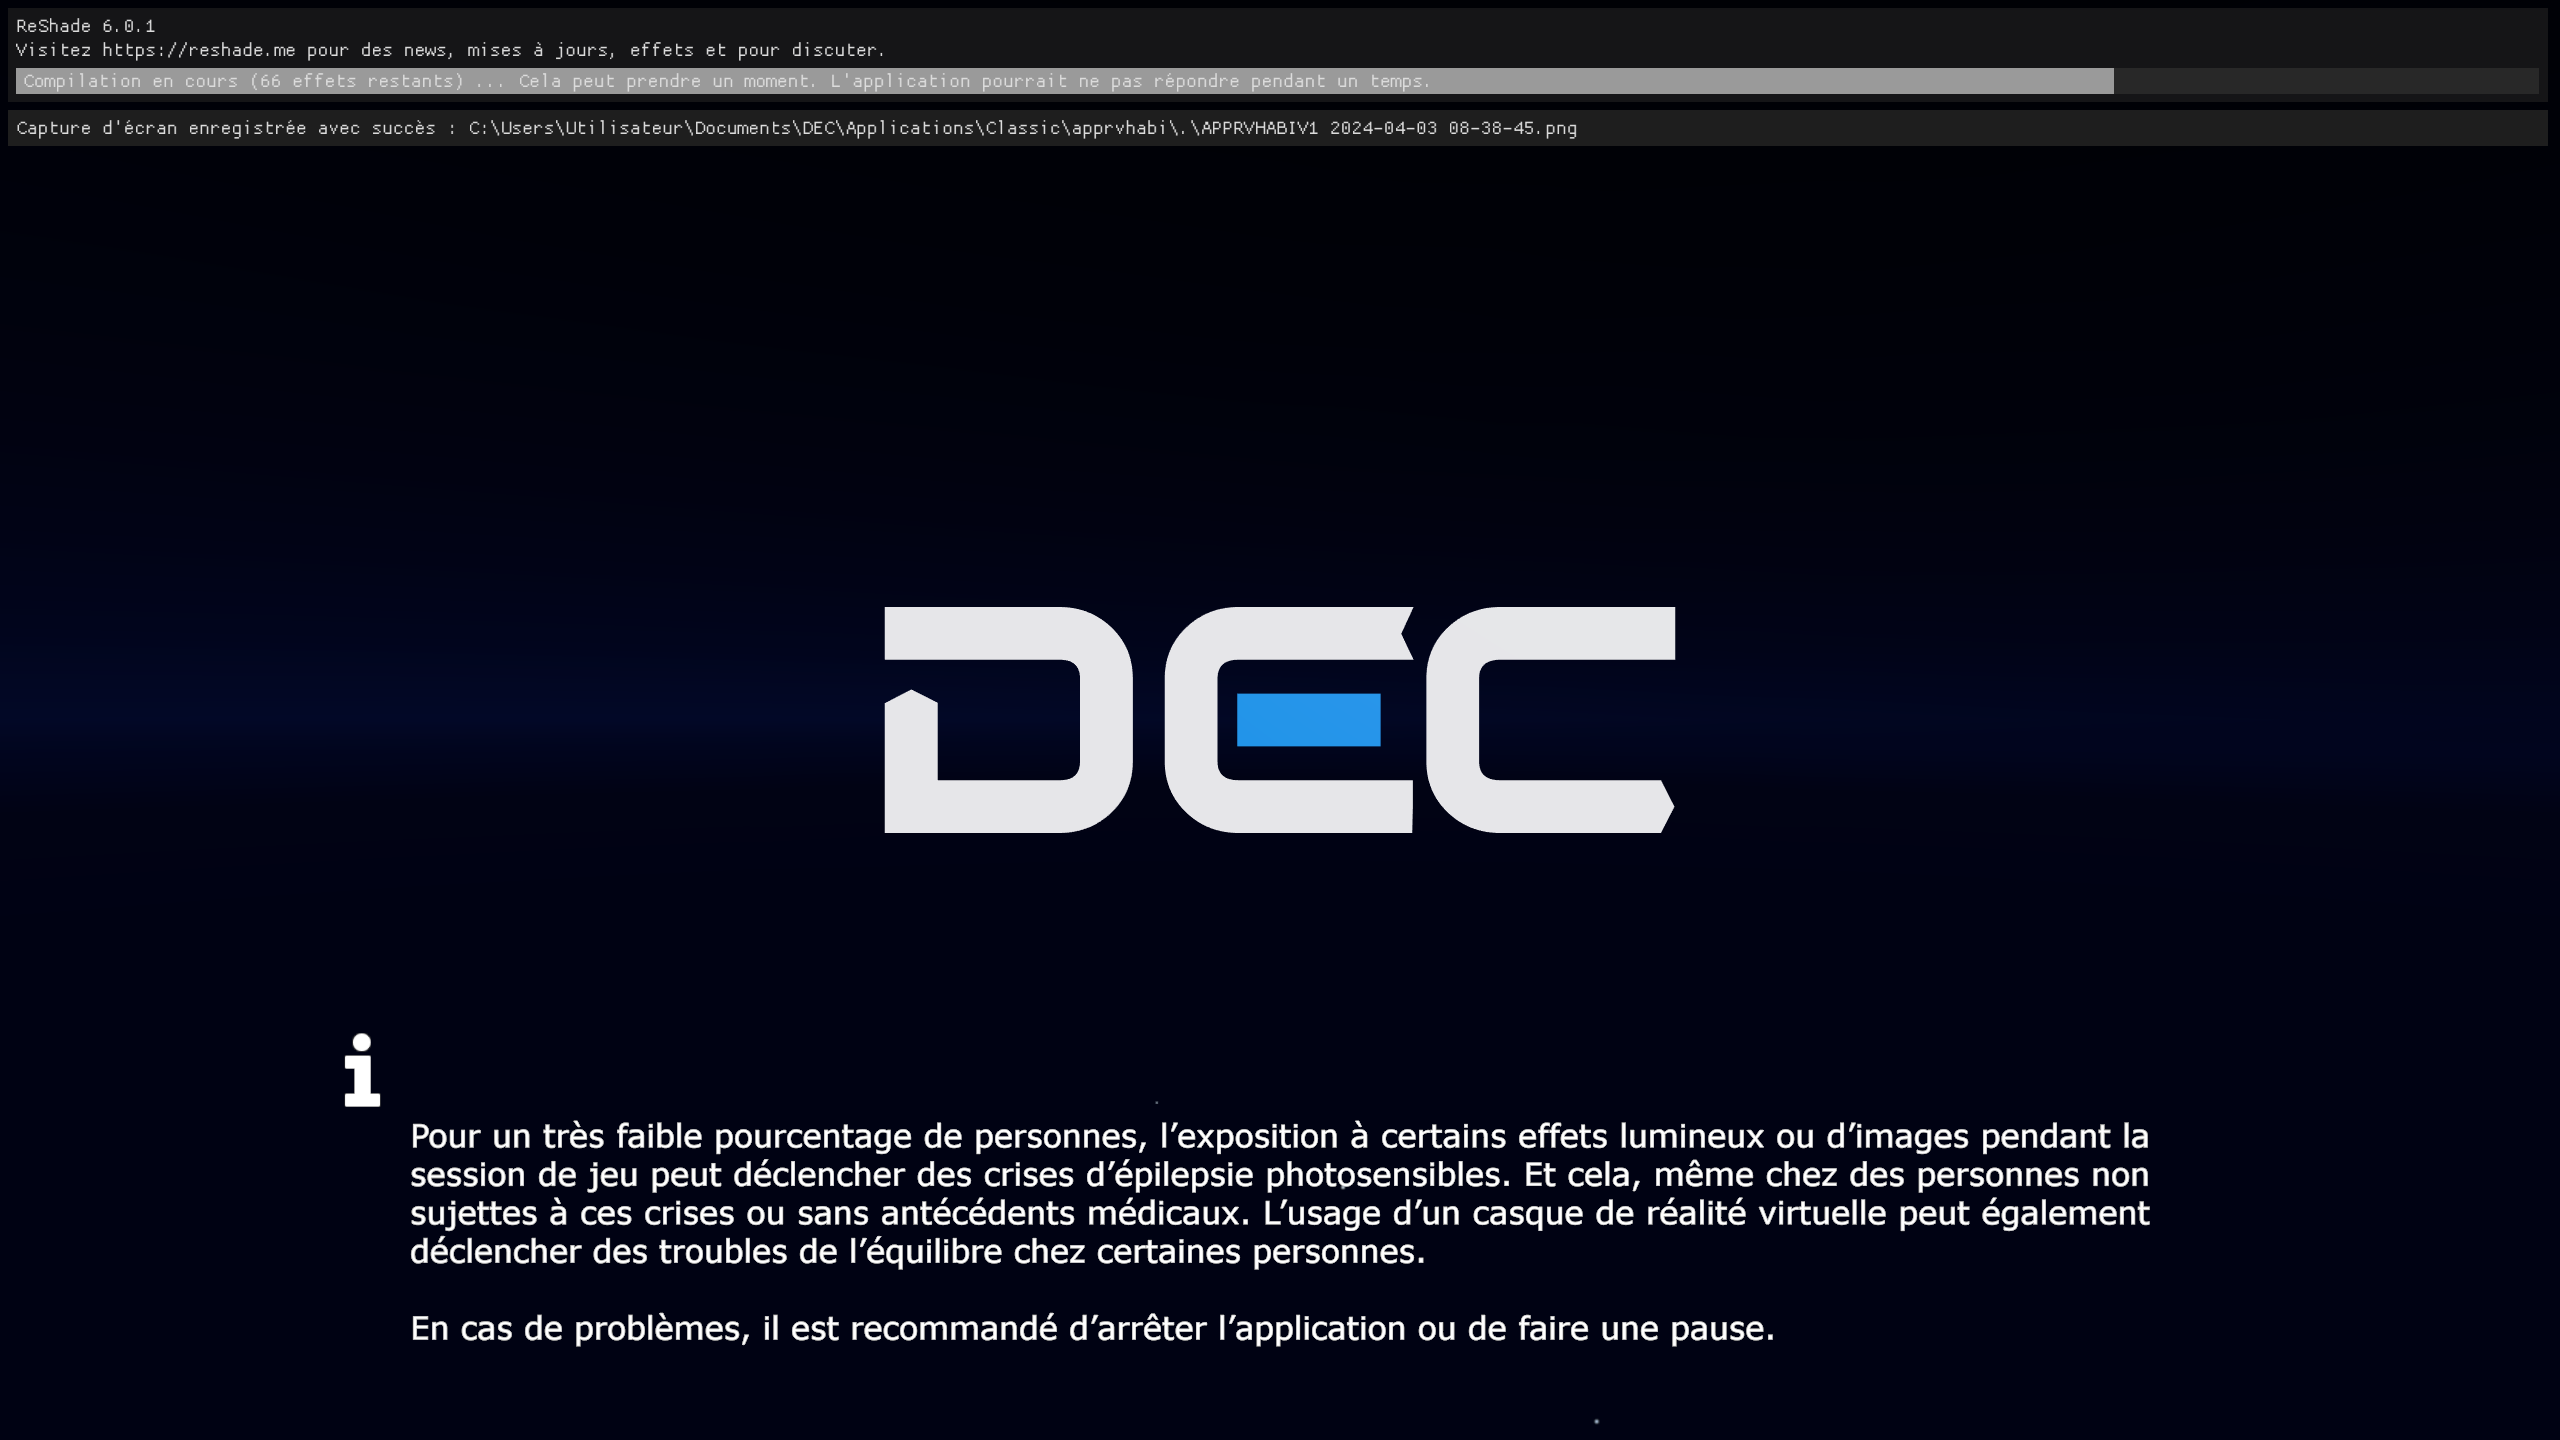 ReShade 6.0.1
Visitez https://reshade.me pour des news, mises à jours, effets et pour discuter.
Compilation en cours (66 effets restants) ... Cela peut prendre un moment. L'application pourrait ne pas répondre pendant un temps.
Capture d'écran enregistrée avec succès : C:\Users\Utilisateur\Documents\DEC\Applications\Classic\apprvhabi\.\APPRVHABIV1 2024-04-03 08-38-45.png
DEC
i
Pour un très faible pourcentage de personnes, l’exposition à certains effets lumineux ou d’images pendant la
session de jeu peut déclencher des crises d’épilepsie photosensibles. Et cela, même chez des personnes non
sujettes à ces crises ou sans antécédents médicaux. L’usage d’un casque de réalité virtuelle peut également
déclencher des troubles de l’équilibre chez certaines personnes.
En cas de problèmes, il est recommandé d’arrêter l’application ou de faire une pause.